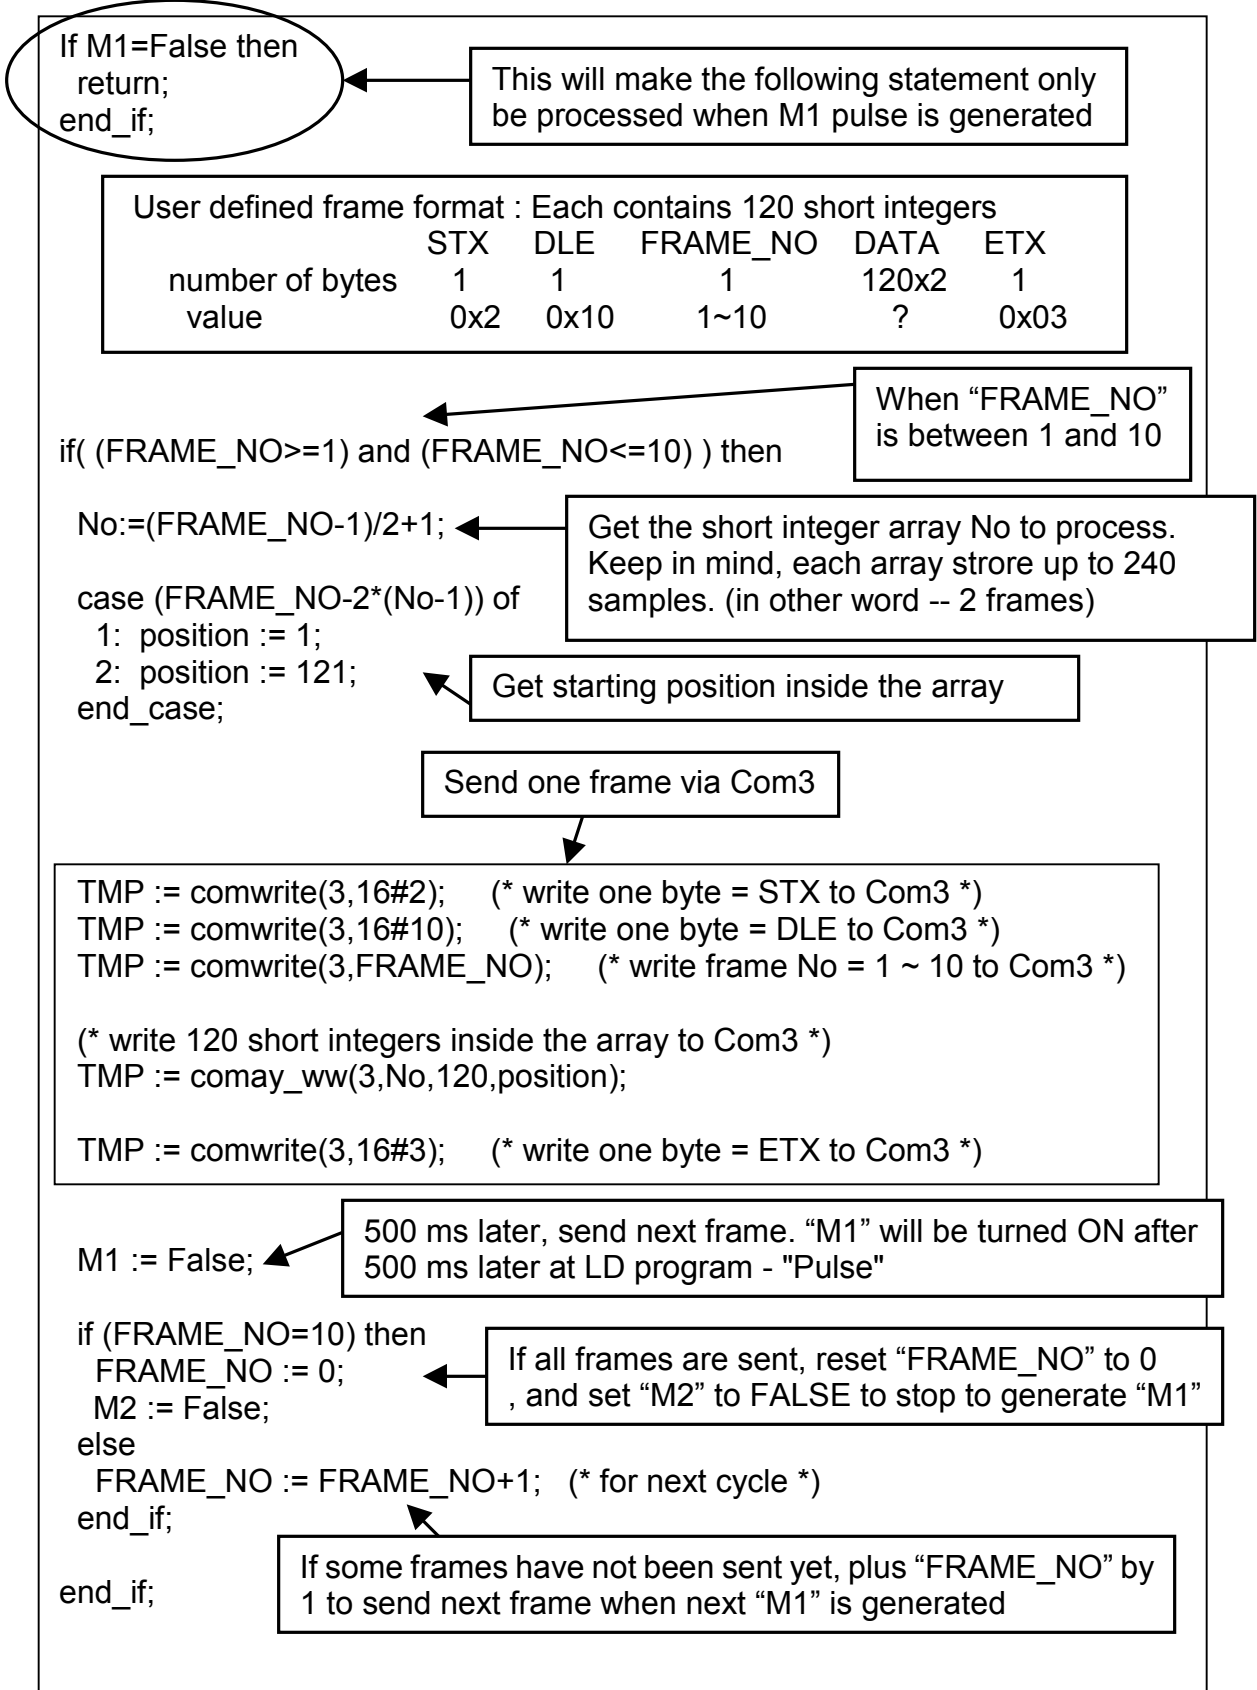 If M1=False then
return;
end_if;
This will make the following statement only
be processed when M1 pulse is generated
User defined frame format : Each contains 120 short integers
STX DLE FRAME_NO DATA ETX
number of bytes 1 1 1 120x2 1
value 0x2 0x10 1~10 ? 0x03
When “FRAME_NO”
is between 1 and 10
if( (FRAME_NO>=1) and (FRAME_NO<=10) ) then
No:=(FRAME_NO-1)/2+1;
Get the short integer array No to process.
Keep in mind, each array strore up to 240
samples. (in other word -- 2 frames)
case (FRAME_NO-2*(No-1)) of
1: position := 1;
2: position := 121;
end_case;
Get starting position inside the array
Send one frame via Com3
TMP := comwrite(3,16#2); (* write one byte = STX to Com3 *)
TMP := comwrite(3,16#10); (* write one byte = DLE to Com3 *)
TMP := comwrite(3,FRAME_NO); (* write frame No = 1 ~ 10 to Com3 *)
(* write 120 short integers inside the array to Com3 *)
TMP := comay_ww(3,No,120,position);
TMP := comwrite(3,16#3); (* write one byte = ETX to Com3 *)
M1 := False;
500 ms later, send next frame. “M1” will be turned ON after
500 ms later at LD program - "Pulse"
if (FRAME_NO=10) then
FRAME_NO := 0;
M2 := False;
If all frames are sent, reset “FRAME_NO” to 0
, and set “M2” to FALSE to stop to generate “M1”
else
FRAME_NO := FRAME_NO+1; (* for next cycle *)
end_if;
If some frames have not been sent yet, plus “FRAME_NO” by
1 to send next frame when next “M1” is generated
end_if;